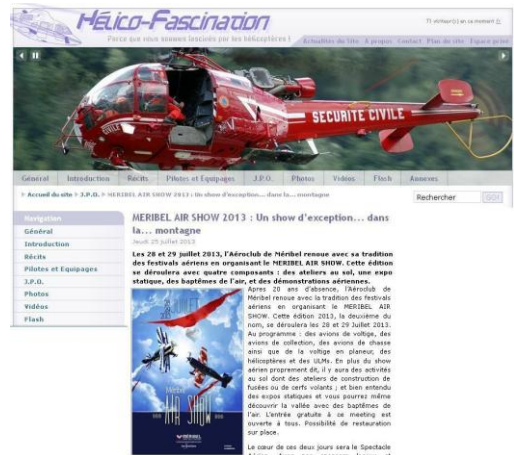 HÉLICO-FASCINATION
Parce que vous sommes fascinés par les hélicoptères !
71 visiteur(s) en ce moment
Actualités du Site A propos Contact Plan du site Espace privé
SECURITE CIVILE
CIVILE
Général Introduction Récits Pilotes et Equipages J.P.O. Photos Vidéos Flash Annexes
> Accueil du site > J.P.O. > MERIBEL AIR SHOW 2013 : Un show d'exception... dans la... montagne
Rechercher
Navigation
Général
Introduction
Récits
Pilotes et Equipages
J.P.O.
Photos
Vidéos
Flash
MERIBEL AIR SHOW 2013 : Un show d'exception... dans
la... montagne
Jeudi 25 juillet 2013
Les 28 et 29 juillet 2013, l'Aéroclub de Méribel renoue avec sa tradition
des festivals aériens en organisant le MERIBEL AIR SHOW. Cette édition
se déroulera avec quatre composants : des ateliers au sol, une expo
statique, des baptêmes de l'air, et des démonstrations aériennes.
Méribel
AIR SHOW
MERIBEL
Apres 20 ans d'absence, l'Aéroclub de
Méribel renoue avec la tradition des festivals
aériens en organisant le MERIBEL AIR
SHOW. Cette édition 2013, la deuxième du
nom, se déroulera les 28 et 29 Juillet 2013.
Au programme : des avions de voltige, des
avions de collection, des avions de chasse
ainsi que de la voltige en planeur, des
hélicoptères et des ULMs. En plus du show
aérien proprement dit, il y aura des activités
au sol dont des ateliers de construction de
fusées ou de cerfs volants ; et bien entendu
des expos statiques et vous pourrez même
découvrir la vallée avec des baptêmes de
l'air. L'entrée gratuite à ce meeting est
ouverte à tous. Possibilité de restauration
sur place.
Le cœur de ces deux jours sera le Spectacle